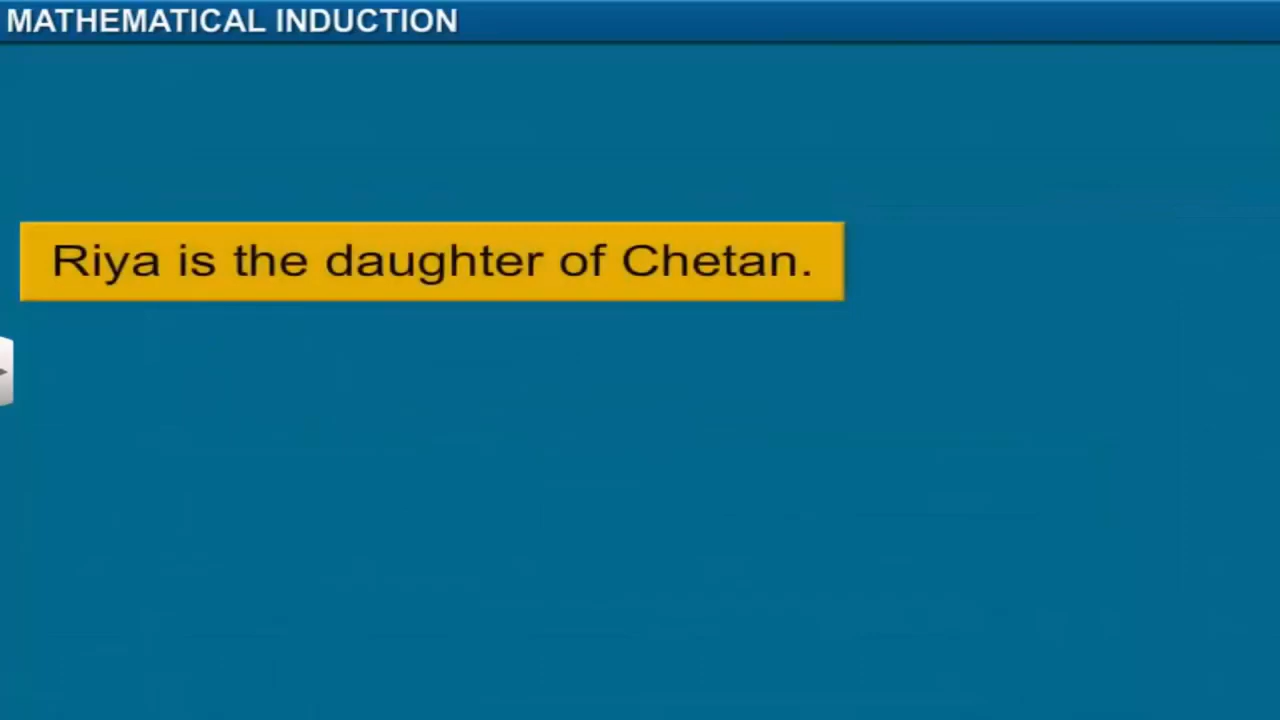 MATHEMATICAL INDUCTION
Riya is the daughter of Chetan.